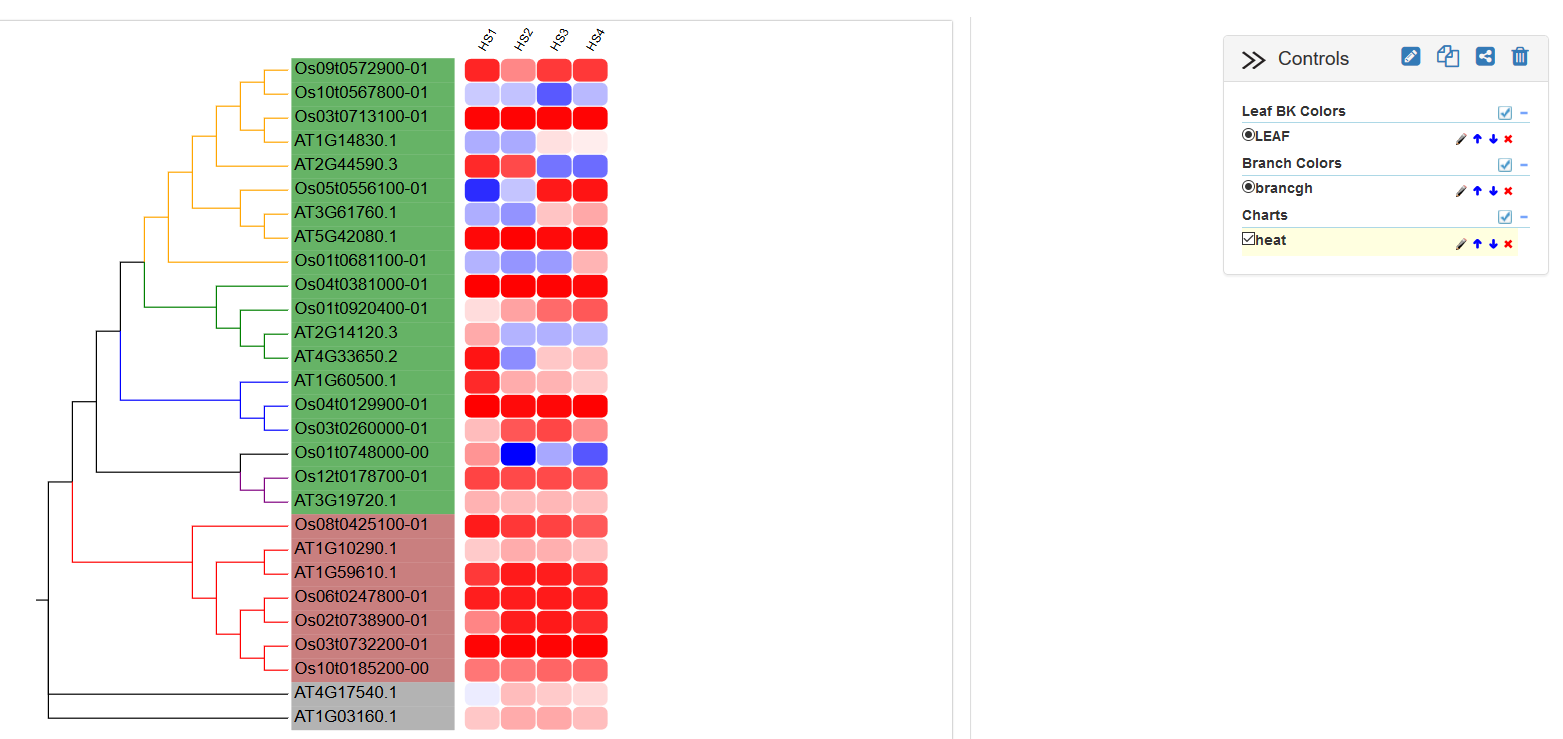 HS1 HS2 HS3 HS4
Os09t0572900-01
Os10t0567800-01
Os03t0713100-01
AT1G14830.1
AT2G44590.3
Os05t0556100-01
AT3G61760.1
AT5G42080.1
Os01t0681100-01
Os04t0381000-01
Os01t0920400-01
AT2G14120.3
AT4G33650.2
AT1G60500.1
Os04t0129900-01
Os03t0260000-01
Os01t0748000-00
Os12t0178700-01
AT3G19720.1
Os08t0425100-01
AT1G10290.1
AT1G59610.1
Os06t0247800-01
Os02t0738900-01
Os03t0732200-01
Os10t0185200-00
AT4G17540.1
AT1G03160.1
Controls
Leaf BK Colors
LEAF
Branch Colors
brancgh
Charts
heat